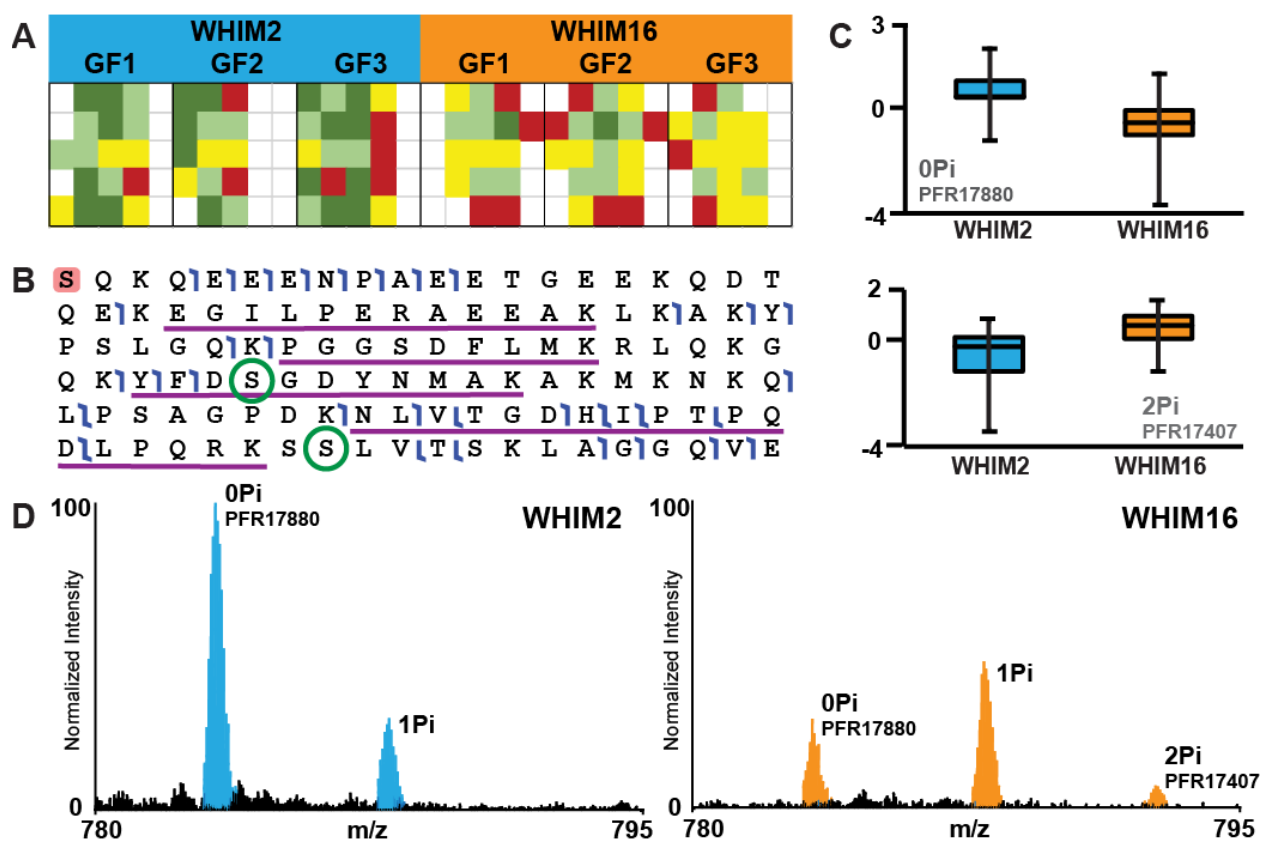 A
WHIM2 WHIM16
GF1 GF2 GF3 GF1 GF2 GF3
B
S Q K Q E E E N P A E E T G E E K Q D T
Q E K E G I L P E R A E E A K L K A K Y
P S L G Q K P G G S D F L M K R L Q K G
Q K Y F D S G D Y N M A K A K M K N K Q
L P S A G P D K N L V T G D H I P T P Q
D L P Q R K S S L V T S K L A G G Q V E
C
3
0
-4
0Pi
PFR17880
WHIM2 WHIM16
2
0
-4
2Pi
PFR17407
WHIM2 WHIM16
D
100
0
Normalized Intensity
0Pi
PFR17880
1Pi
WHIM2
780 m/z 795
100
0
Normalized Intensity
WHIM16
0Pi
PFR17880
1Pi
2Pi
PFR17407
780 m/z 795